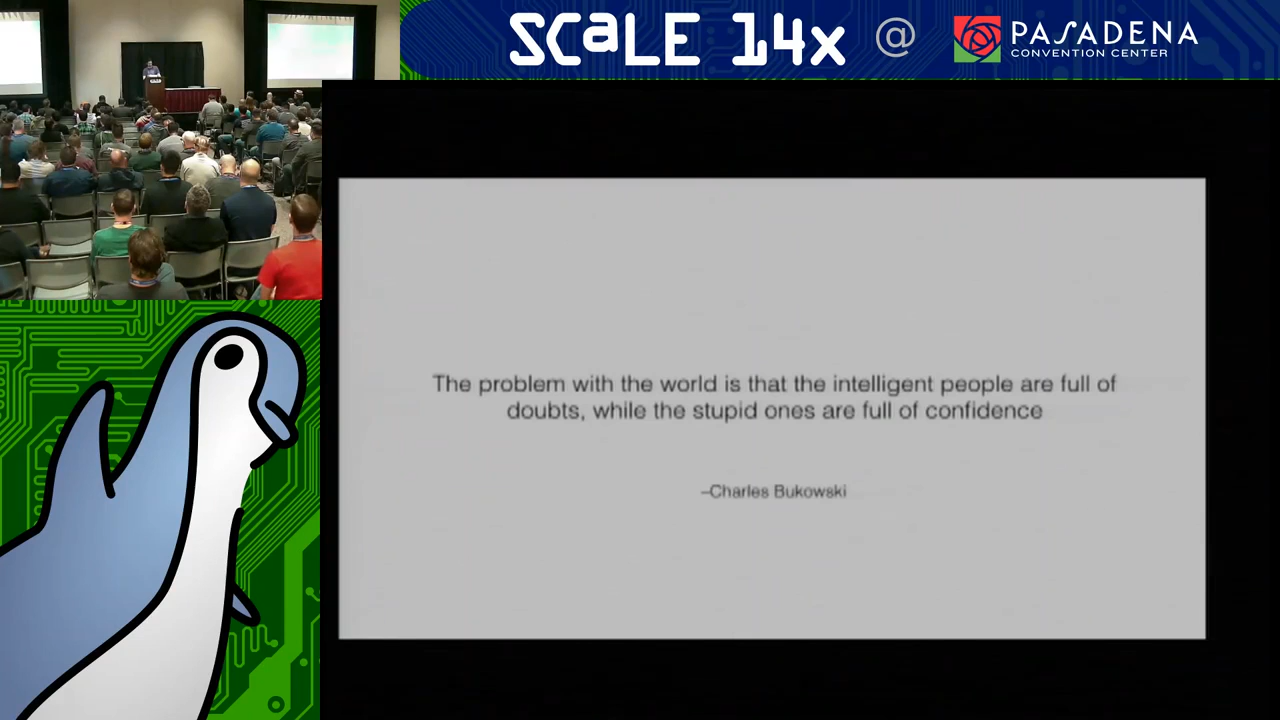 SCaLE 14x @ PASADENA
CONVENTION CENTER
The problem with the world is that the intelligent people are full of
doubts, while the stupid ones are full of confidence
–Charles Bukowski